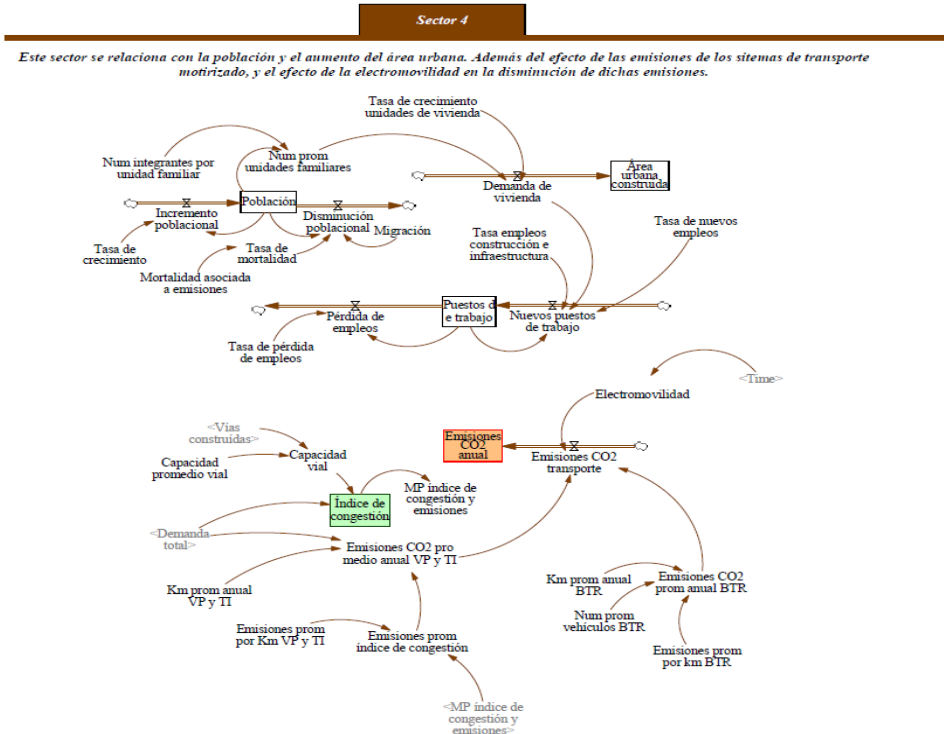 Sector 4
Este sector se relaciona con la población y el aumento del área urbana. Además del efecto de las emisiones de los sitemas de transporte
motirizado, y el efecto de la electromovilidad en la disminución de dichas emisiones.
Tasa de crecimiento
unidades de vivienda
Num integrantes por
unidad familiar
Num prom
unidades familiares
Demanda de
vivienda
Área
urbana
construida
Población
Incremento
poblacional
Disminución
poblacional
Migración
Tasa de
crecimiento
Tasa de
mortalidad
Mortalidad asociada
a emisiones
Tasa empleos
construcción e
infraestructura
Tasa de nuevos
empleos
Pérdida de
empleos
Puestos d
e trabajo
Nuevos puestos
de trabajo
Tasa de pérdida
de empleos
<Time>
Electromovilidad
<Vías
construídas>
Capacidad
promedio vial
Capacidad
vial
Emisiones
CO2
anual
Emisiones CO2
transporte
MP índice de
congestión y
emisiones
Índice de
congestión
<Demanda
total>
Emisiones CO2 pro
medio anual VP y TI
Km prom anual
VP y TI
Km prom anual
BTR
Emisiones CO2
prom anual BTR
Num prom
vehículos BTR
Emisiones prom
por Km VP y TI
Emisiones prom
índice de congestión
Emisiones prom
por km BTR
<MP índice de
congestión y
emisiones>